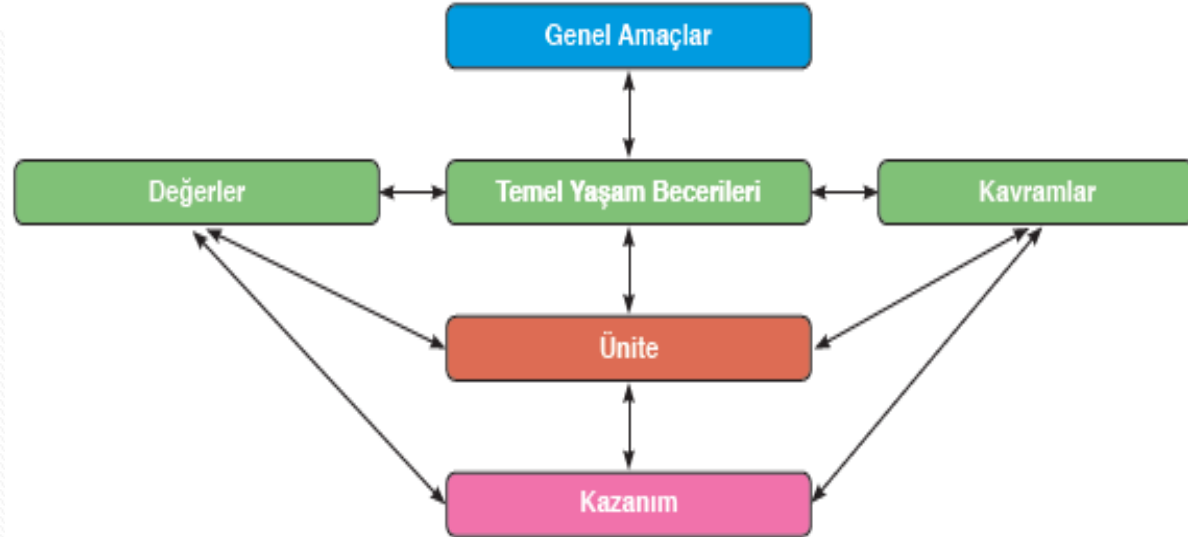 Genel Amaçlar
Değerler
Temel Yaşam Becerileri
Kavramlar
Ünite
Kazanım